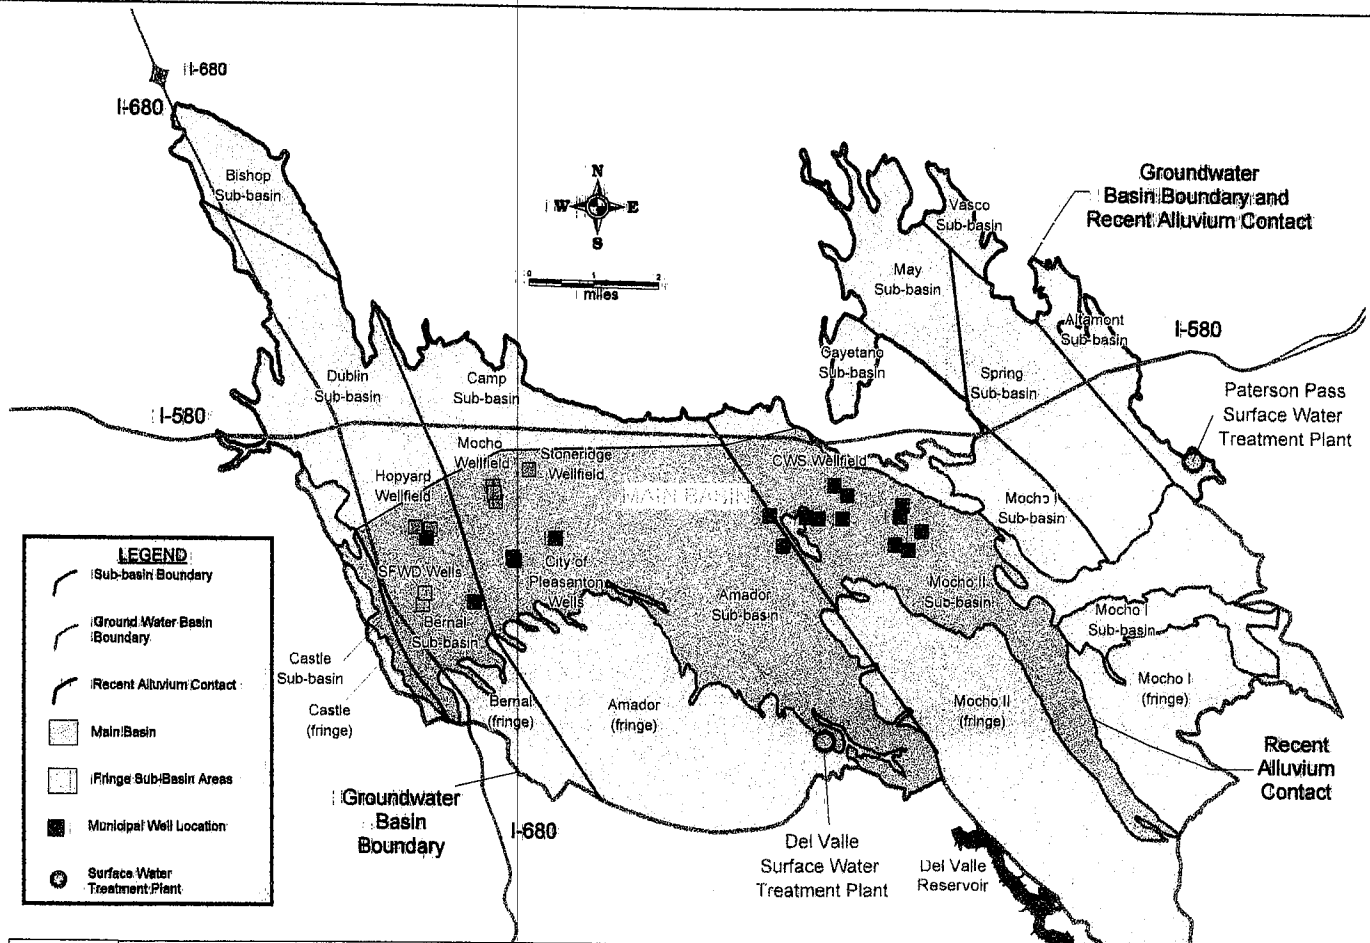 I-680
I-680
Bishop
Sub-basin
N
W E
S
0 1 2
miles
Groundwater
Basin Boundary and
Recent Alluvium Contact
Vasco
Sub-basin
May
Sub-basin
Altamont
Sub-basin
I-580
Gayetano
Sub-basin
Spring
Sub-basin
Paterson Pass
Surface Water
Treatment Plant
Dublin
Sub-basin
Camp
Sub-basin
I-580
Mocho
Wellfield
Stoneridge
Wellfield
CWS Wellfield
Hopyard
Wellfield
MAIN BASIN
Mocho I
Sub-basin
SFWD Wells
City of
Pleasanton
Wells
Amador
Sub-basin
Mocho II
Sub-basin
Mocho I
Sub-basin
Bernal
Sub-basin
Castle
Sub-basin
Castle
(fringe)
Bernal
(fringe)
Amador
(fringe)
Mocho II
(fringe)
Mocho I
(fringe)
Recent
Alluvium
Contact
Groundwater
Basin
Boundary
I-680
Del Valle
Surface Water
Treatment Plant
Del Valle
Reservoir
LEGEND
Sub-basin Boundary
Ground Water Basin
Boundary
Recent Alluvium Contact
Main Basin
Fringe Sub-Basin Areas
Municipal Well Location
Surface Water
Treatment Plant